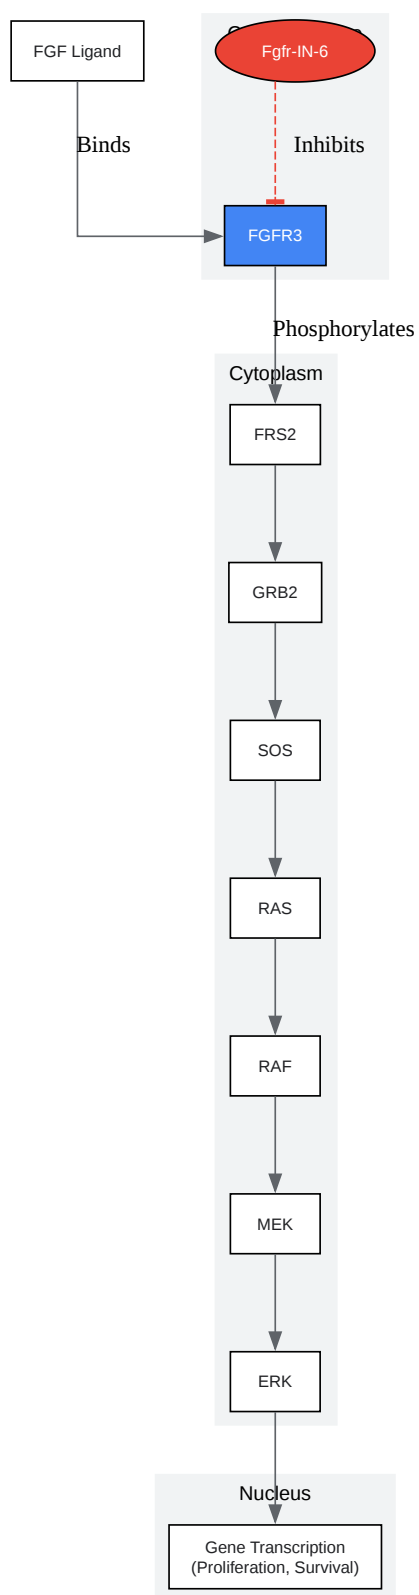 FGF Ligand
Fgfr-IN-6
Binds
Inhibits
FGFR3
Phosphorylates
Cytoplasm
FRS2
GRB2
SOS
RAS
RAF
MEK
ERK
Nucleus
Gene Transcription
(Proliferation, Survival)